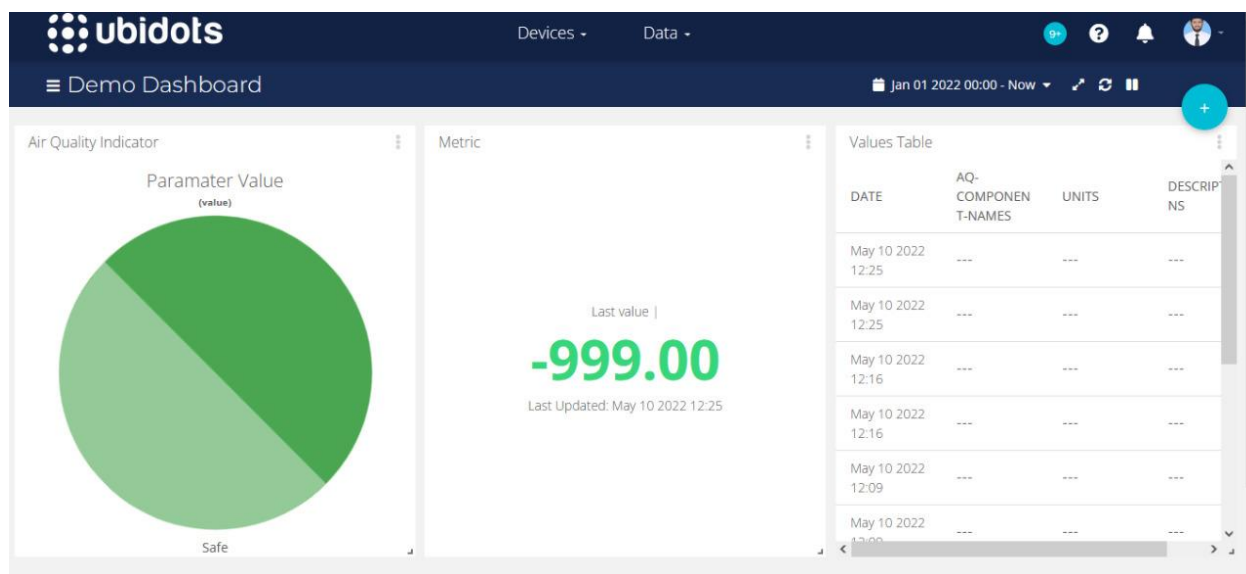 ubidots
Devices
Data
9+
?
Demo Dashboard
Jan 01 2022 00:00 - Now
+
Air Quality Indicator
Paramater Value
(value)
Safe
Metric
Last value |
-999.00
Last Updated: May 10 2022 12:25
Values Table
DATE
AQ-
COMPONEN
T-NAMES
UNITS
DESCRIPT
NS
May 10 2022
12:25
---
---
---
May 10 2022
12:25
---
---
---
May 10 2022
12:16
---
---
---
May 10 2022
12:16
---
---
---
May 10 2022
12:09
---
---
---
May 10 2022
12:09
---
---
---